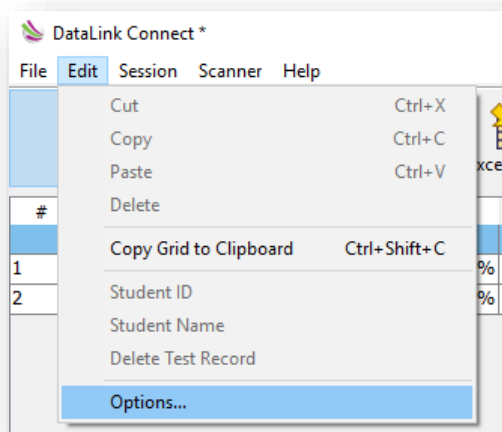 DataLink Connect *
File Edit Session Scanner Help
Cut Ctrl+X
Copy Ctrl+C
Paste Ctrl+V
Delete
Copy Grid to Clipboard Ctrl+Shift+C
Student ID
Student Name
Delete Test Record
Options...
xce
#
1 %
2 %